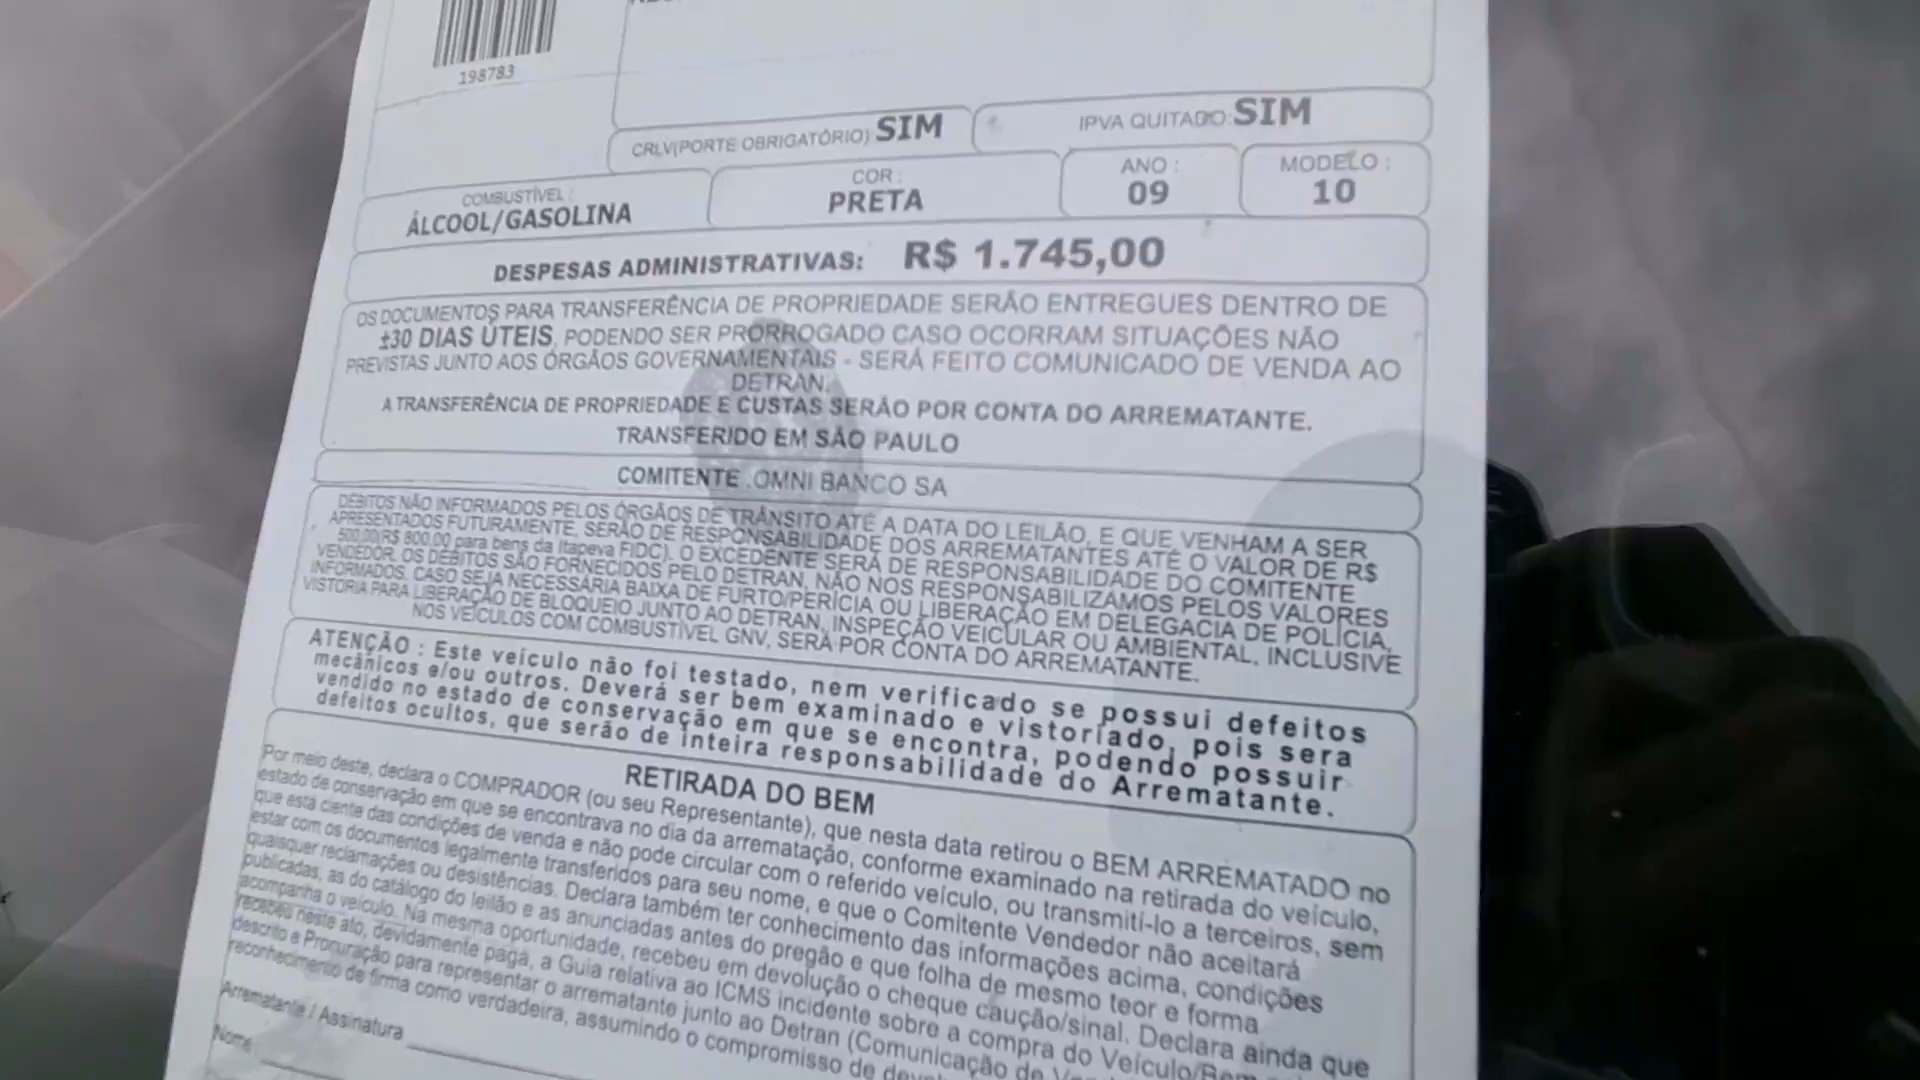 198783
CRLV(PORTE OBRIGATÓRIO) SIM
IPVA QUITADO: SIM
COMBUSTÍVEL :
ÁLCOOL/GASOLINA
COR :
PRETA
ANO :
09
MODELO :
10
DESPESAS ADMINISTRATIVAS: R$ 1.745,00
OS DOCUMENTOS PARA TRANSFERÊNCIA DE PROPRIEDADE SERÃO ENTREGUES DENTRO DE
±30 DIAS ÚTEIS, PODENDO SER PRORROGADO CASO OCORRAM SITUAÇÕES NÃO
PREVISTAS JUNTO AOS ÓRGÃOS GOVERNAMENTAIS - SERÁ FEITO COMUNICADO DE VENDA AO
DETRAN.
A TRANSFERÊNCIA DE PROPRIEDADE E CUSTAS SERÃO POR CONTA DO ARREMATANTE.
TRANSFERIDO EM SÃO PAULO
COMITENTE :OMNI BANCO SA
DÉBITOS NÃO INFORMADOS PELOS ÓRGÃOS DE TRÂNSITO ATÉ A DATA DO LEILÃO, E QUE VENHAM A SER
APRESENTADOS FUTURAMENTE, SERÃO DE RESPONSABILIDADE DOS ARREMATANTES ATÉ O VALOR DE R$
500,00(R$ 800,00 para bens da Itapeva FIDC). O EXCEDENTE SERÁ DE RESPONSABILIDADE DO COMITENTE
VENDEDOR. OS DÉBITOS SÃO FORNECIDOS PELO DETRAN, NÃO NOS RESPONSABILIZAMOS PELOS VALORES
INFORMADOS. CASO SEJA NECESSÁRIA BAIXA DE FURTO/PERÍCIA OU LIBERAÇÃO EM DELEGACIA DE POLÍCIA,
VISTORIA PARA LIBERAÇÃO DE BLOQUEIO JUNTO AO DETRAN, INSPEÇÃO VEICULAR OU AMBIENTAL, INCLUSIVE
NOS VEÍCULOS COM COMBUSTÍVEL GNV, SERÁ POR CONTA DO ARREMATANTE.
ATENÇÃO : Este veículo não foi testado, nem verificado se possui defeitos
mecânicos e/ou outros. Deverá ser bem examinado e vistoriado, pois sera
vendido no estado de conservação em que se encontra, podendo possuir
defeitos ocultos, que serão de inteira responsabilidade do Arrematante.
RETIRADA DO BEM
Por meio deste, declara o COMPRADOR (ou seu Representante), que nesta data retirou o BEM ARREMATADO no
estado de conservação em que se encontrava no dia da arrematação, conforme examinado na retirada do veículo,
que está ciente das condições de venda e não pode circular com o referido veículo, ou transmití-lo a terceiros, sem
estar com os documentos legalmente transferidos para seu nome, e que o Comitente Vendedor não aceitará
quaisquer reclamações ou desistências. Declara também ter conhecimento das informações acima, condições
publicadas, as do catálogo do leilão e as anunciadas antes do pregão e que folha de mesmo teor e forma
acompanha o veículo. Na mesma oportunidade, recebeu em devolução o cheque caução/sinal. Declara ainda que
recebeu neste ato, devidamente paga, a Guia relativa ao ICMS incidente sobre a compra do Veículo/Bem
descrito e Procuração para representar o arrematante junto ao Detran (Comunicação de
reconhecimento de firma como verdadeira, assumindo o compromisso de
Arrematante / Assinatura
Nome